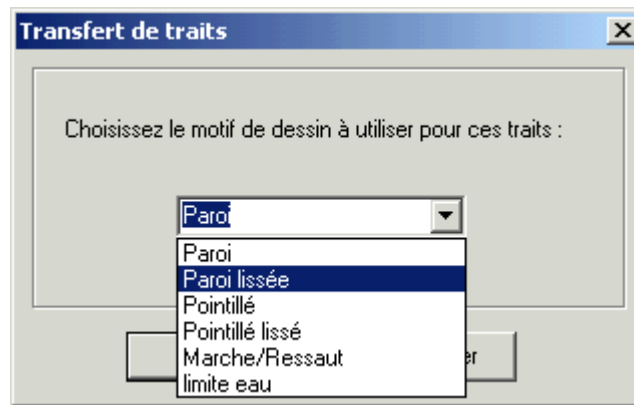 Transfert de traits
Choisissez le motif de dessin à utiliser pour ces traits :
Paroi
Paroi
Paroi lissée
Pointillé
Pointillé lissé
Marche/Ressaut
limite eau